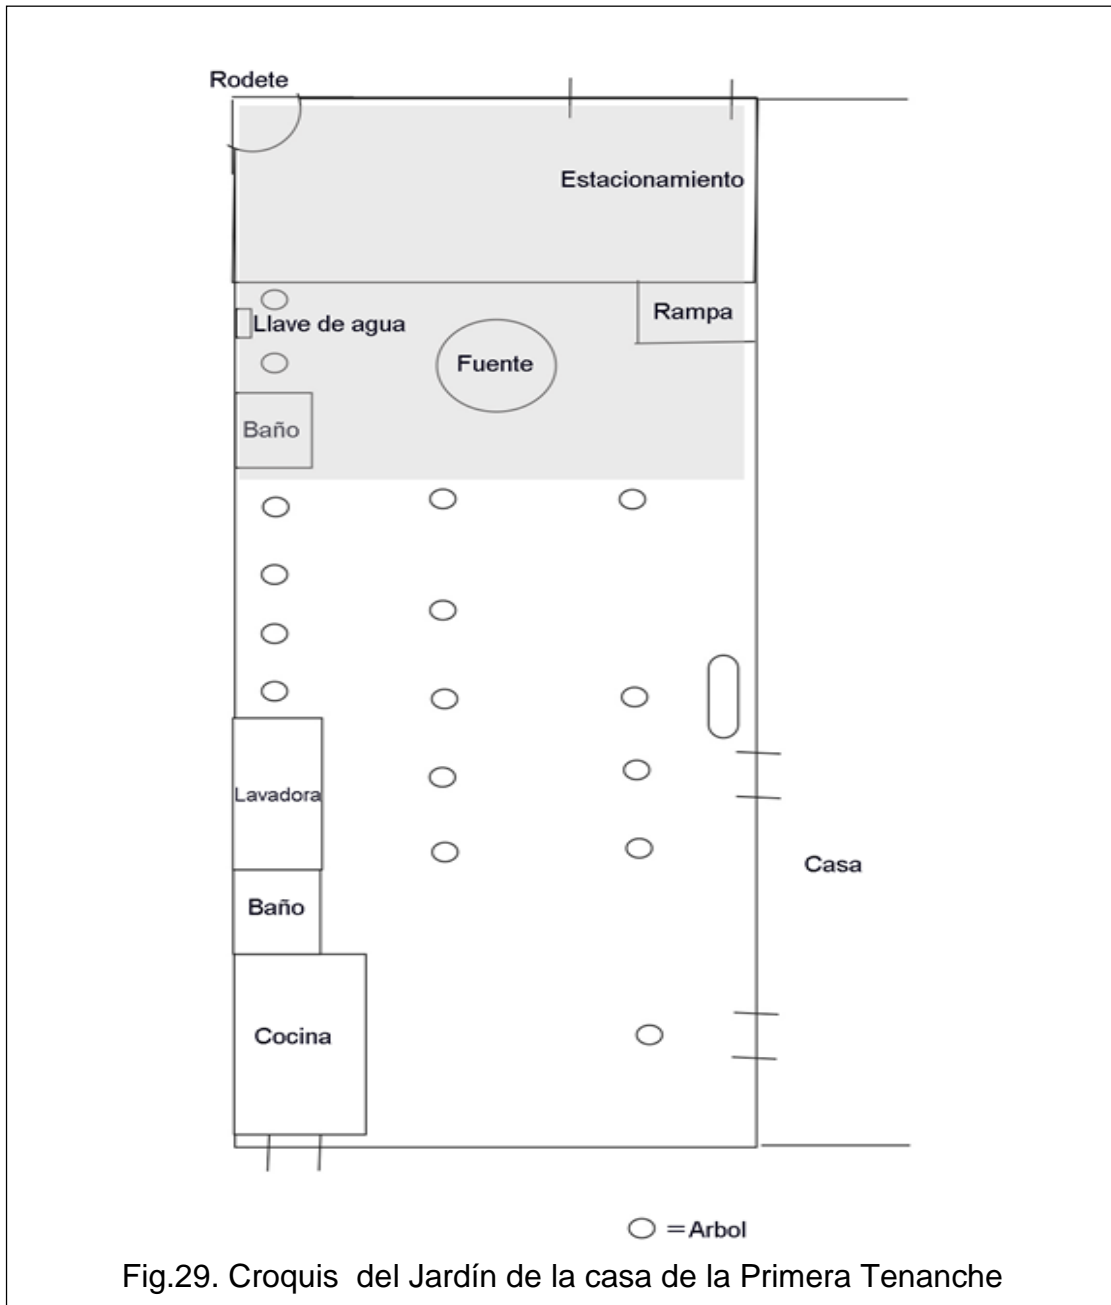 Rodete
Estacionamiento
Rampa
Llave de agua
Fuente
Baño
Lavadora
Casa
Baño
Cocina
=Arbol
Fig.29. Croquis del Jardín de la casa de la Primera Tenanche